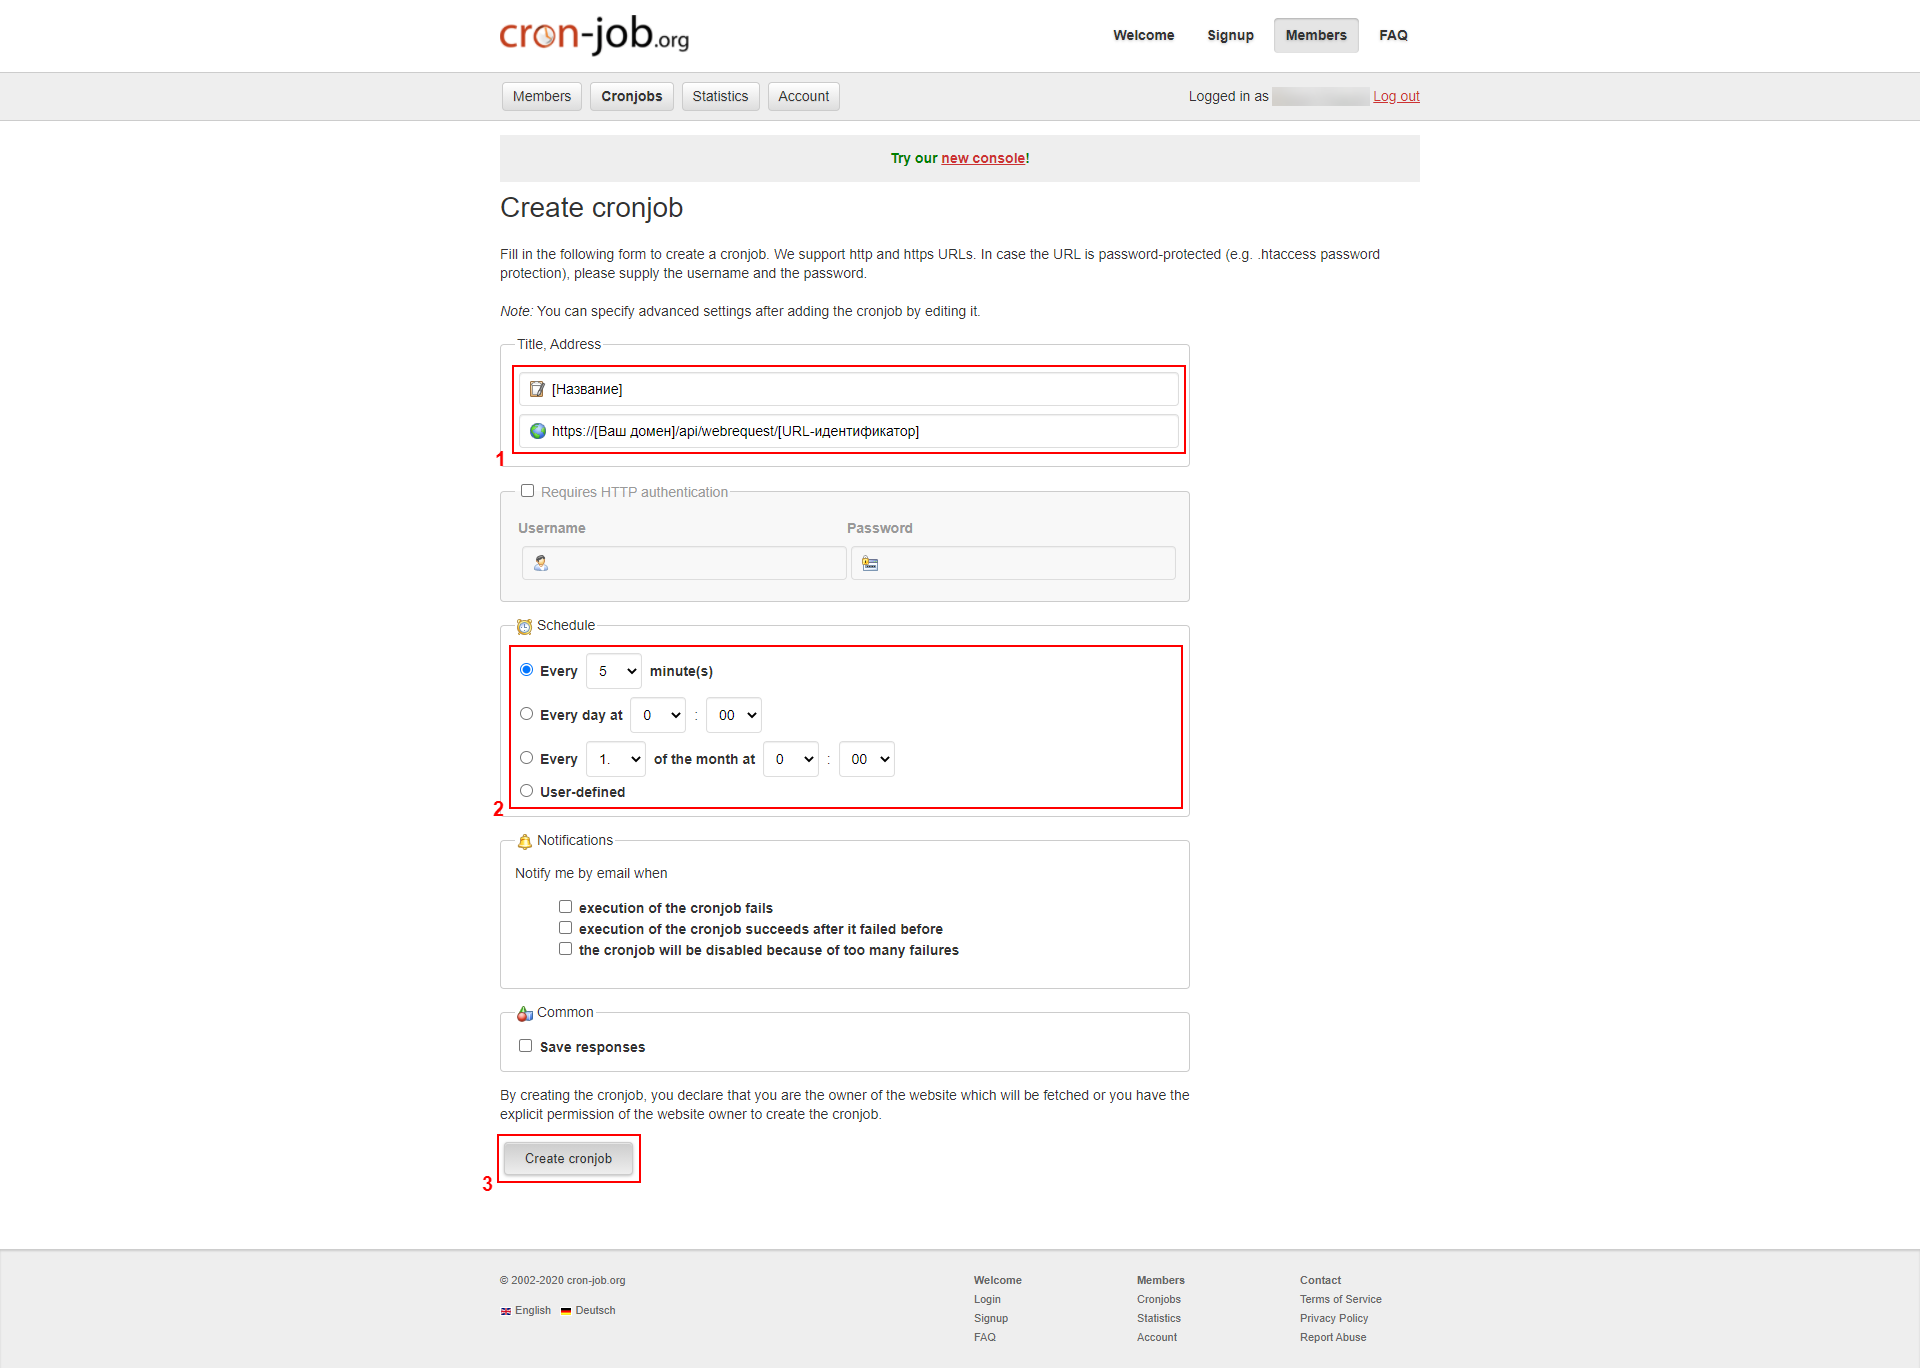 cron-job.org
Welcome Signup Members FAQ
Members Cronjobs Statistics Account Logged in as Log out
Try our new console!
Create cronjob
Fill in the following form to create a cronjob. We support http and https URLs. In case the URL is password-protected (e.g. .htaccess password
protection), please supply the username and the password.
Note: You can specify advanced settings after adding the cronjob by editing it.
Title, Address
[Название]
https://[Ваш домен]/api/webrequest/[URL-идентификатор]
1
Requires HTTP authentication
Username Password
Schedule
Every 5 minute(s)
Every day at 0 : 00
Every 1. of the month at 0 : 00
User-defined
2
Notifications
Notify me by email when
execution of the cronjob fails
execution of the cronjob succeeds after it failed before
the cronjob will be disabled because of too many failures
Common
Save responses
By creating the cronjob, you declare that you are the owner of the website which will be fetched or you have the
explicit permission of the website owner to create the cronjob.
Create cronjob
3
© 2002-2020 cron-job.org Welcome Members Contact
Login Cronjobs Terms of Service
English Deutsch Signup Statistics Privacy Policy
FAQ Account Report Abuse